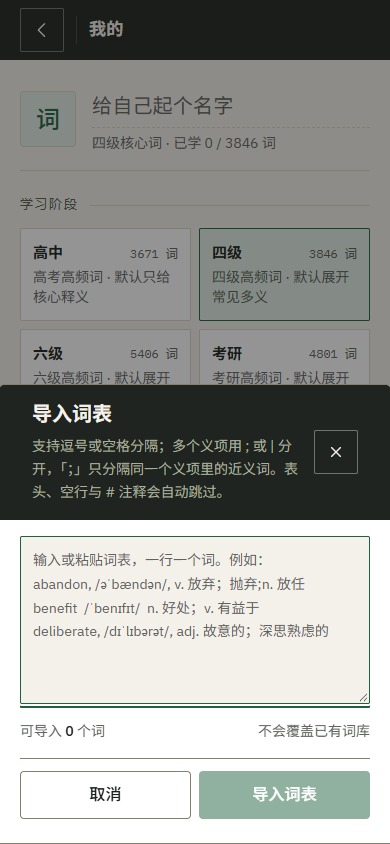 我的
词
给自己起个名字
四级核心词 · 已学 0 / 3846 词
学习阶段
高中 3671 词
高考高频词 · 默认只给
核心释义
四级 3846 词
四级高频词 · 默认展开
常见多义
六级 5406 词
六级高频词 · 默认展开
考研 4801 词
考研高频词 · 默认展开
导入词表
支持逗号或空格分隔；多个义项用 ; 或 | 分
开，「；」只分隔同一个义项里的近义词。表
头、空行与 # 注释会自动跳过。
输入或粘贴词表，一行一个词。例如：
abandon, /əˈbændən/, v. 放弃；抛弃;n. 放任
benefit /ˈbenɪfɪt/ n. 好处；v. 有益于
deliberate, /dɪˈlɪbərət/, adj. 故意的；深思熟虑的
可导入 0 个词
不会覆盖已有词库
取消
导入词表